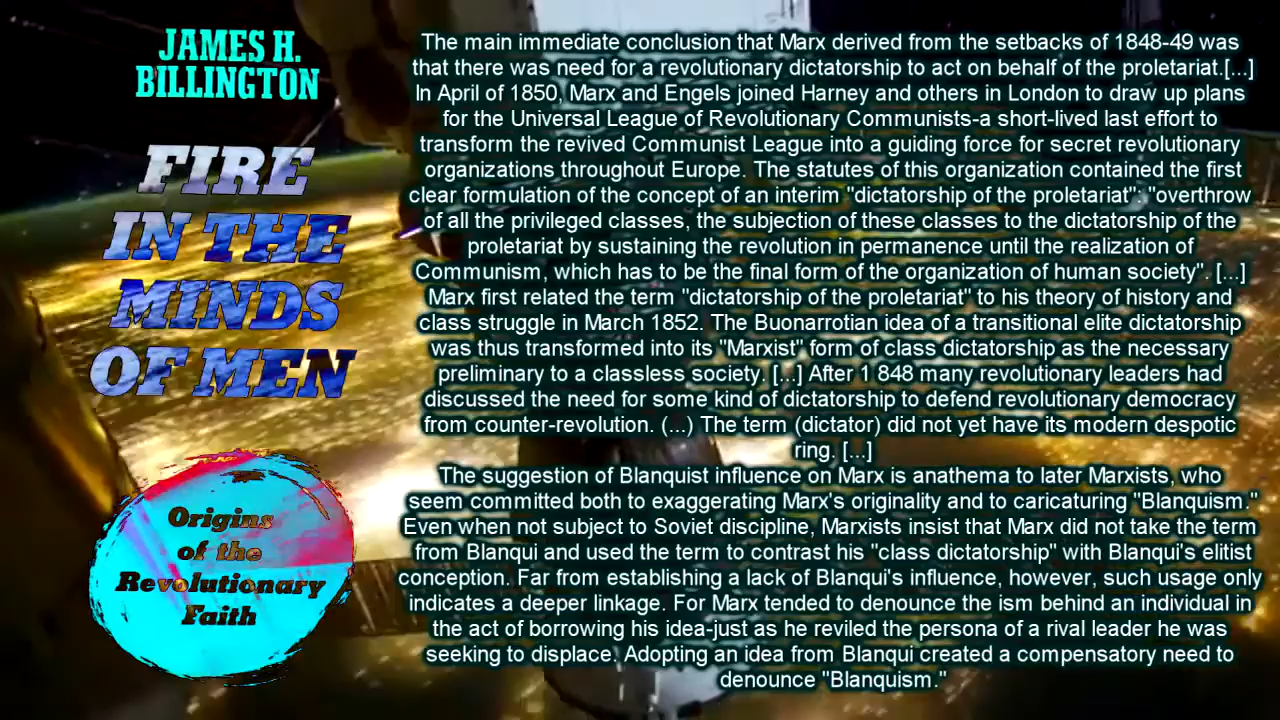 JAMES H.
BILLINGTON
FIRE
IN THE
MINDS
OF MEN
Origins
of the
Revolutionary
Faith
The main immediate conclusion that Marx derived from the setbacks of 1848-49 was
that there was need for a revolutionary dictatorship to act on behalf of the proletariat.[...]
In April of 1850, Marx and Engels joined Harney and others in London to draw up plans
for the Universal League of Revolutionary Communists-a short-lived last effort to
transform the revived Communist League into a guiding force for secret revolutionary
organizations throughout Europe. The statutes of this organization contained the first
clear formulation of the concept of an interim "dictatorship of the proletariat": "overthrow
of all the privileged classes, the subjection of these classes to the dictatorship of the
proletariat by sustaining the revolution in permanence until the realization of
Communism, which has to be the final form of the organization of human society". [...]
Marx first related the term "dictatorship of the proletariat" to his theory of history and
class struggle in March 1852. The Buonarrotian idea of a transitional elite dictatorship
was thus transformed into its "Marxist" form of class dictatorship as the necessary
preliminary to a classless society. [...] After 1 848 many revolutionary leaders had
discussed the need for some kind of dictatorship to defend revolutionary democracy
from counter-revolution. (...) The term (dictator) did not yet have its modern despotic
ring. [...]
The suggestion of Blanquist influence on Marx is anathema to later Marxists, who
seem committed both to exaggerating Marx's originality and to caricaturing "Blanquism."
Even when not subject to Soviet discipline, Marxists insist that Marx did not take the term
from Blanqui and used the term to contrast his "class dictatorship" with Blanqui's elitist
conception. Far from establishing a lack of Blanqui's influence, however, such usage only
indicates a deeper linkage. For Marx tended to denounce the ism behind an individual in
the act of borrowing his idea-just as he reviled the persona of a rival leader he was
seeking to displace. Adopting an idea from Blanqui created a compensatory need to
denounce "Blanquism."